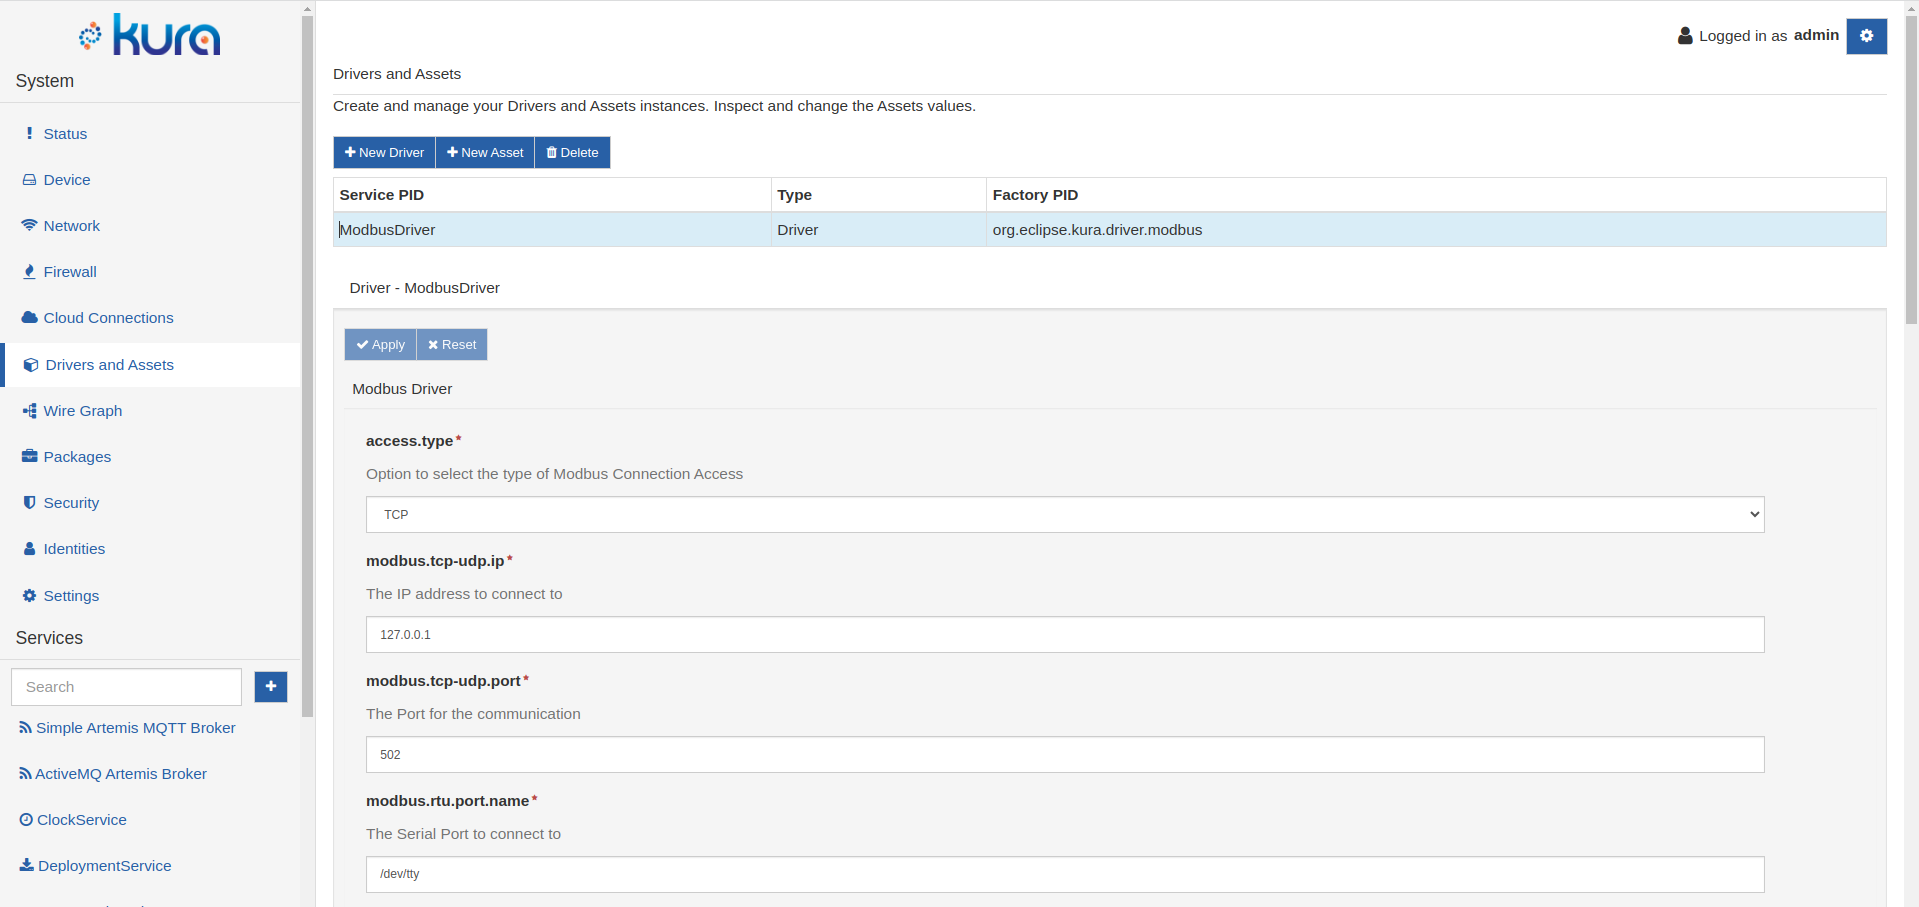 kura
Logged in as admin
System
Status
Device
Network
Firewall
Cloud Connections
Drivers and Assets
Wire Graph
Packages
Security
Identities
Settings
Services
Search
Simple Artemis MQTT Broker
ActiveMQ Artemis Broker
ClockService
DeploymentService
Drivers and Assets
Create and manage your Drivers and Assets instances. Inspect and change the Assets values.
New Driver New Asset Delete
Service PID Type Factory PID
ModbusDriver Driver org.eclipse.kura.driver.modbus
Driver - ModbusDriver
Apply Reset
Modbus Driver
access.type*
Option to select the type of Modbus Connection Access
TCP
modbus.tcp-udp.ip*
The IP address to connect to
127.0.0.1
modbus.tcp-udp.port*
The Port for the communication
502
modbus.rtu.port.name*
The Serial Port to connect to
/dev/tty